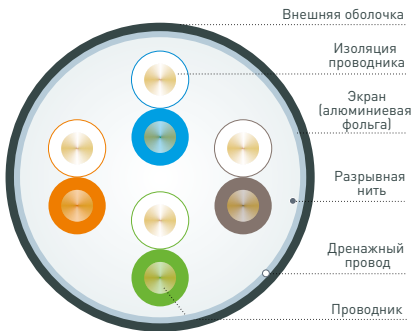 Внешняя оболочка
Изоляция
проводника
Экран
(алюминиевая
фольга)
Разрывная
нить
Дренажный
провод
Проводник